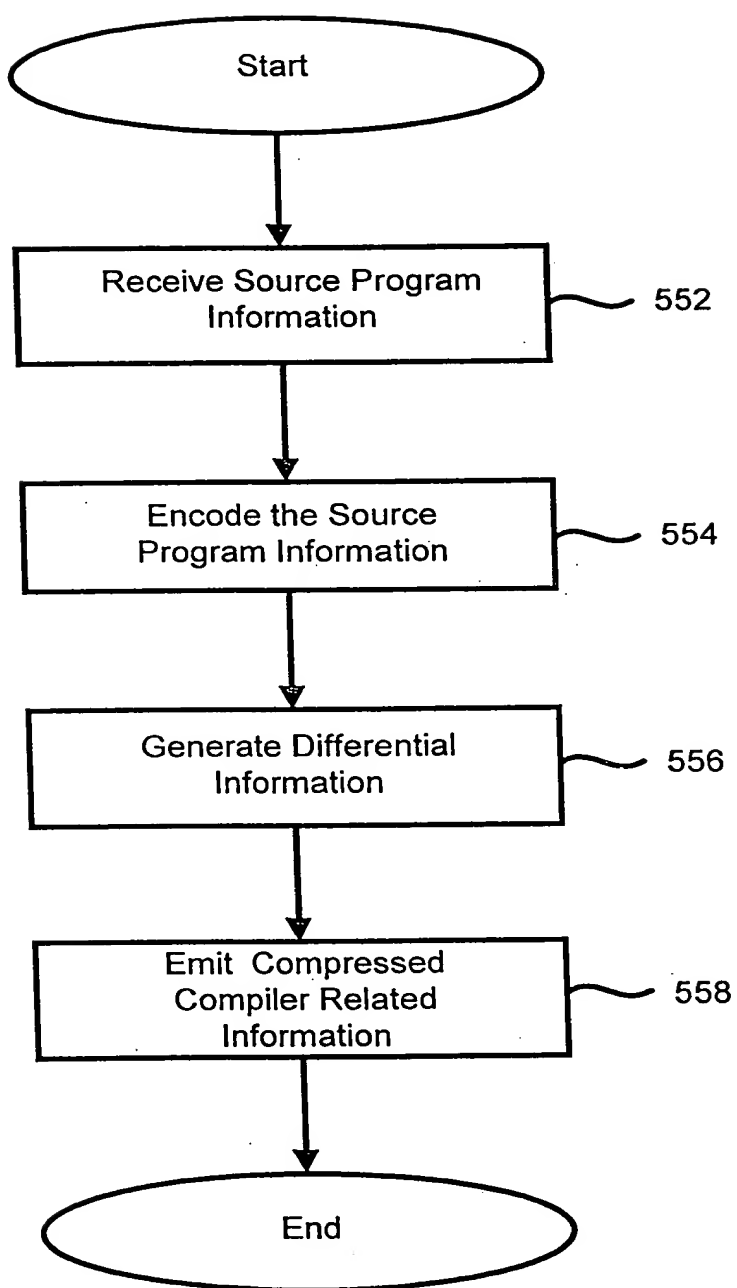 Start
Receive Source Program
Information
552
Encode the Source
Program Information
554
Generate Differential
Information
556
Emit Compressed
Compiler Related
Information
558
End